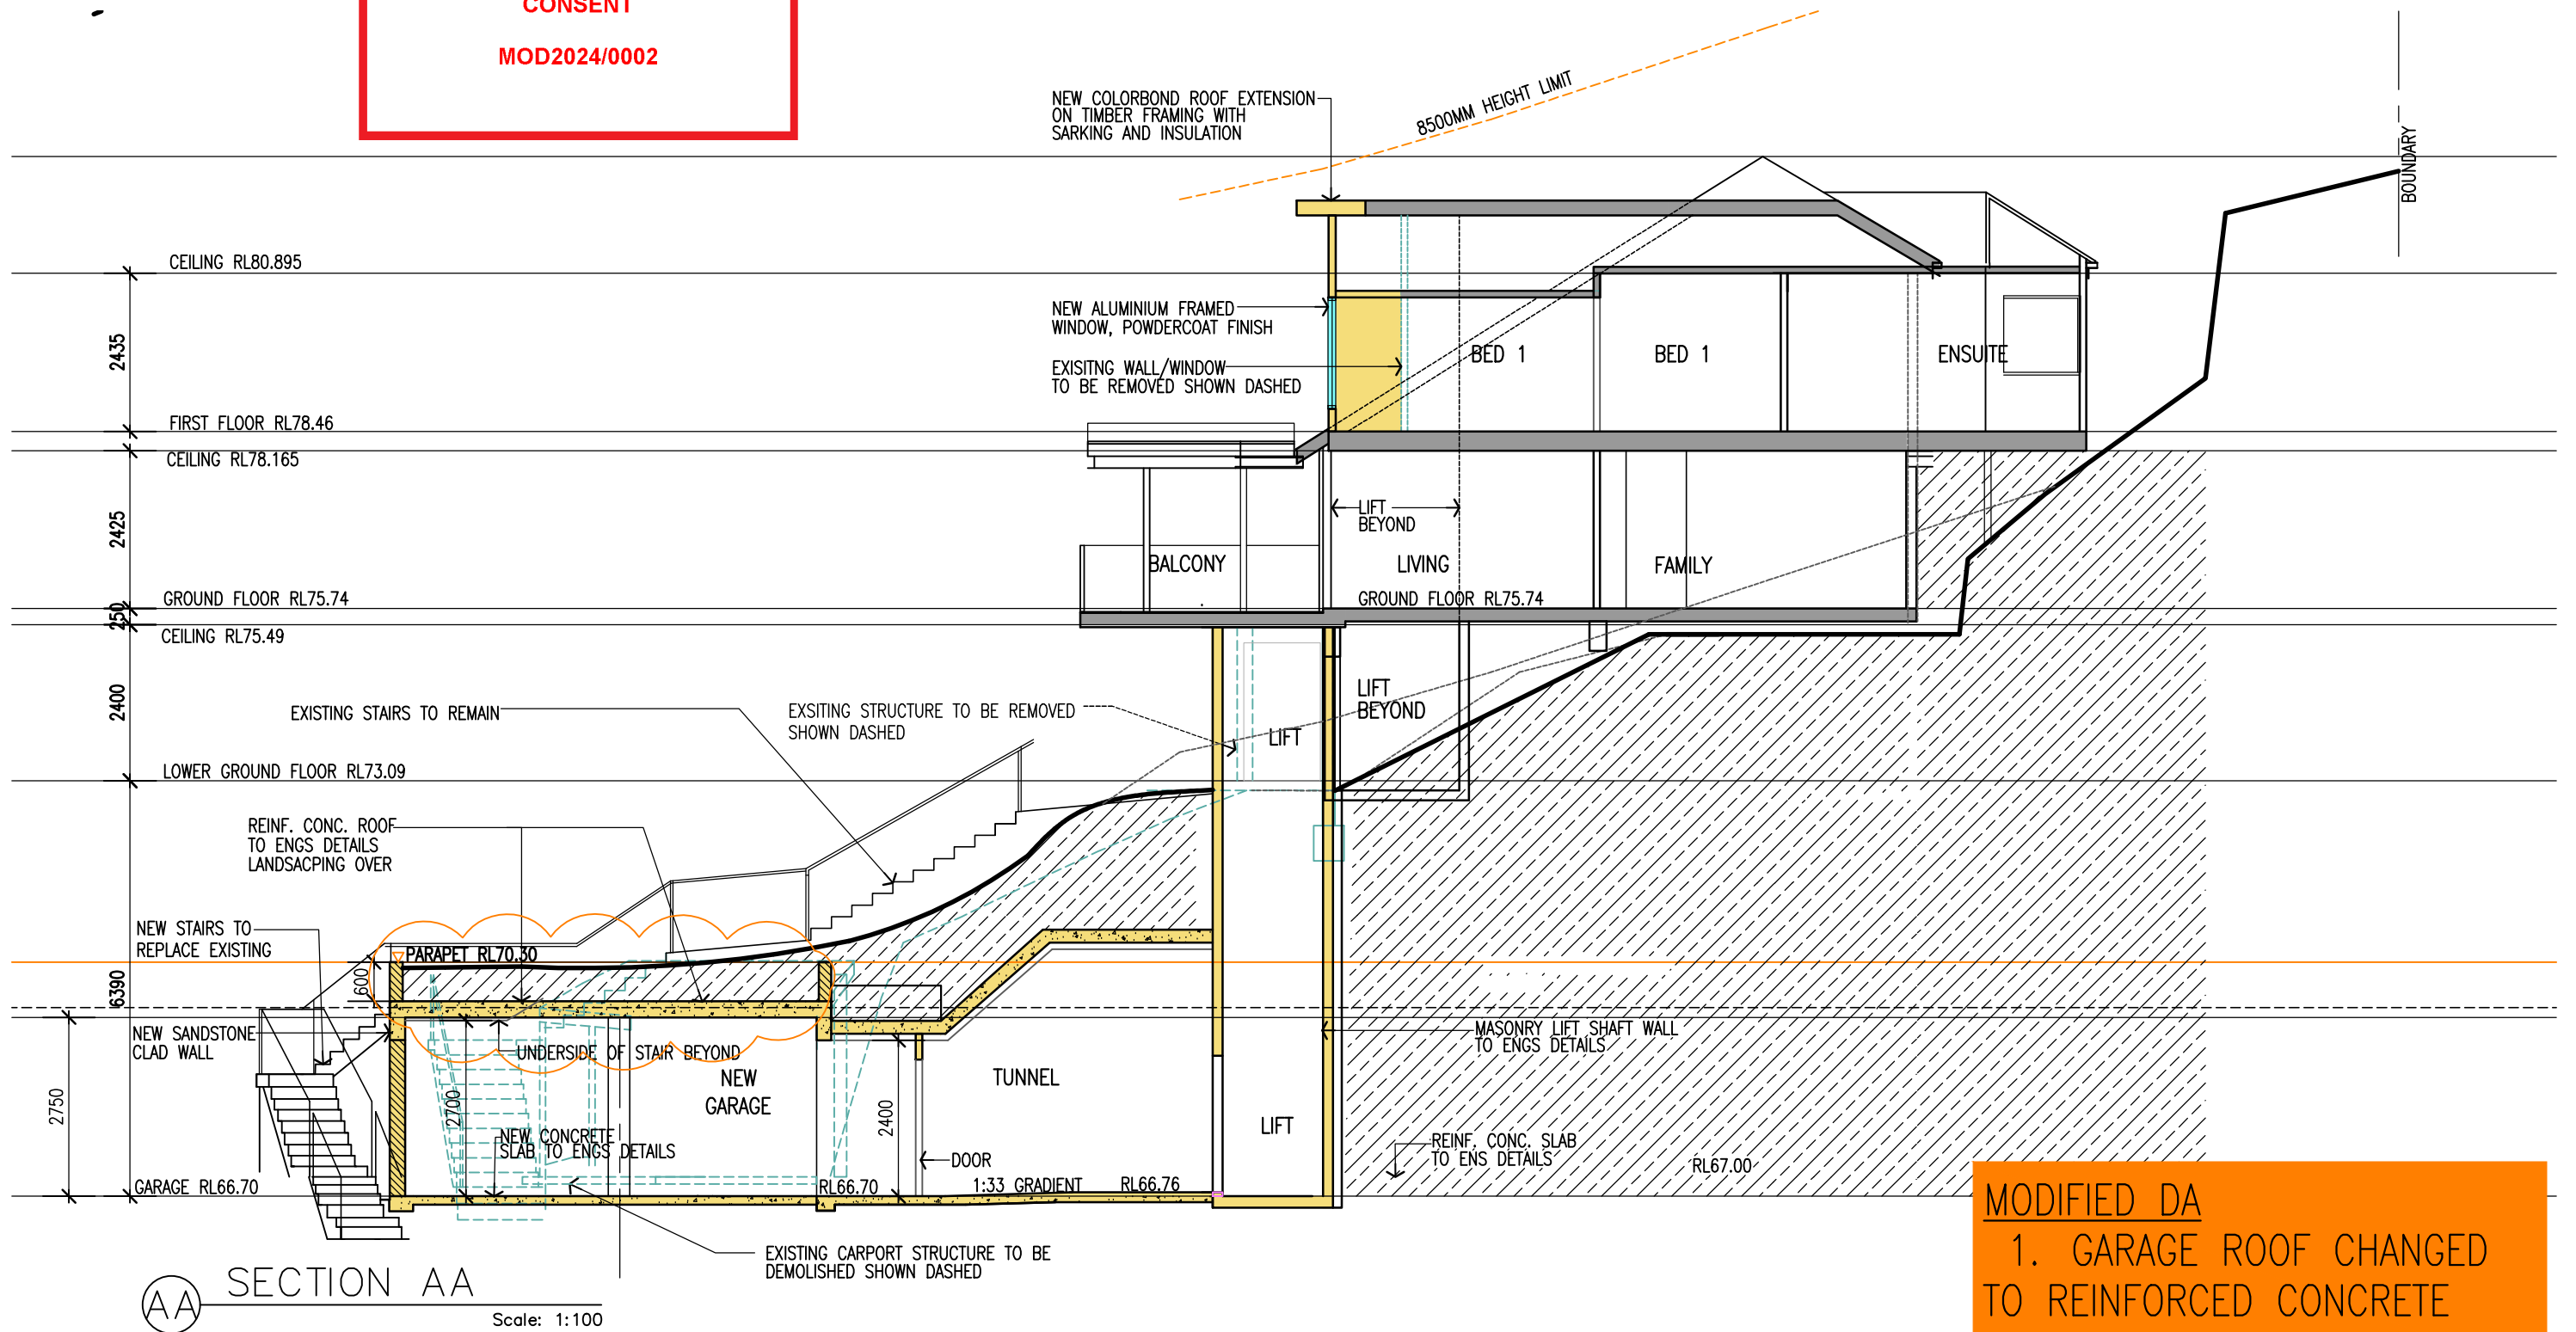 CONSENT
MOD2024/0002
NEW COLORBOND ROOF EXTENSION
ON TIMBER FRAMING WITH
SARKING AND INSULATION
8500MM HEIGHT LIMIT
BOUNDARY
CEILING RL80.895
NEW ALUMINIUM FRAMED
WINDOW, POWDERCOAT FINISH
2435
EXISITNG WALL/WINDOW
TO BE REMOVED SHOWN DASHED
BED 1
BED 1
ENSUITE
FIRST FLOOR RL78.46
CEILING RL78.165
2425
LIFT
BEYOND
BALCONY
LIVING
FAMILY
GROUND FLOOR RL75.74
GROUND FLOOR RL75.74
250
CEILING RL75.49
2400
EXISTING STAIRS TO REMAIN
EXSITING STRUCTURE TO BE REMOVED
SHOWN DASHED
LIFT
LIFT
BEYOND
LOWER GROUND FLOOR RL73.09
REINF. CONC. ROOF
TO ENGS DETAILS
LANDSACPING OVER
NEW STAIRS TO
REPLACE EXISTING
PARAPET RL70.30
600
6390
NEW SANDSTONE
CLAD WALL
UNDERSIDE OF STAIR BEYOND
MASONRY LIFT SHAFT WALL
TO ENGS DETAILS
2750
2700
NEW
GARAGE
2400
TUNNEL
LIFT
NEW CONCRETE
SLAB TO ENGS DETAILS
DOOR
REINF. CONC. SLAB
TO ENS DETAILS
RL67.00
GARAGE RL66.70
RL66.70
1:33 GRADIENT
RL66.76
EXISTING CARPORT STRUCTURE TO BE
DEMOLISHED SHOWN DASHED
AA
SECTION AA
Scale: 1:100
MODIFIED DA
1. GARAGE ROOF CHANGED
TO REINFORCED CONCRETE